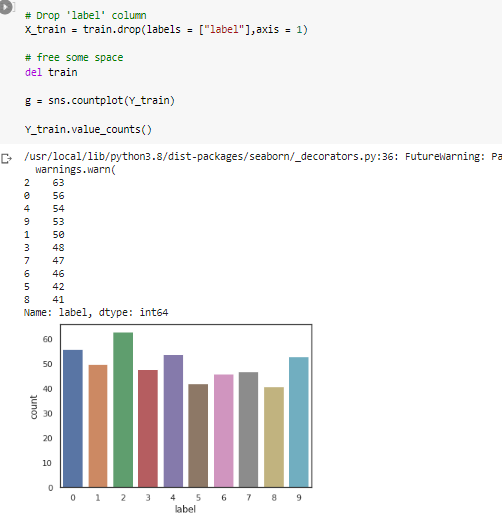 # Drop 'label' column
X_train = train.drop(labels = ["label"],axis = 1)
# free some space
del train
g = sns.countplot(Y_train)
Y_train.value_counts()
/usr/local/lib/python3.8/dist-packages/seaborn/_decorators.py:36: FutureWarning: Pa
warnings.warn(
2 63
0 56
4 54
9 53
1 50
3 48
7 47
6 46
5 42
8 41
Name: label, dtype: int64
60
50
40
30
20
10
0
count
0 1 2 3 4 5 6 7 8 9
label